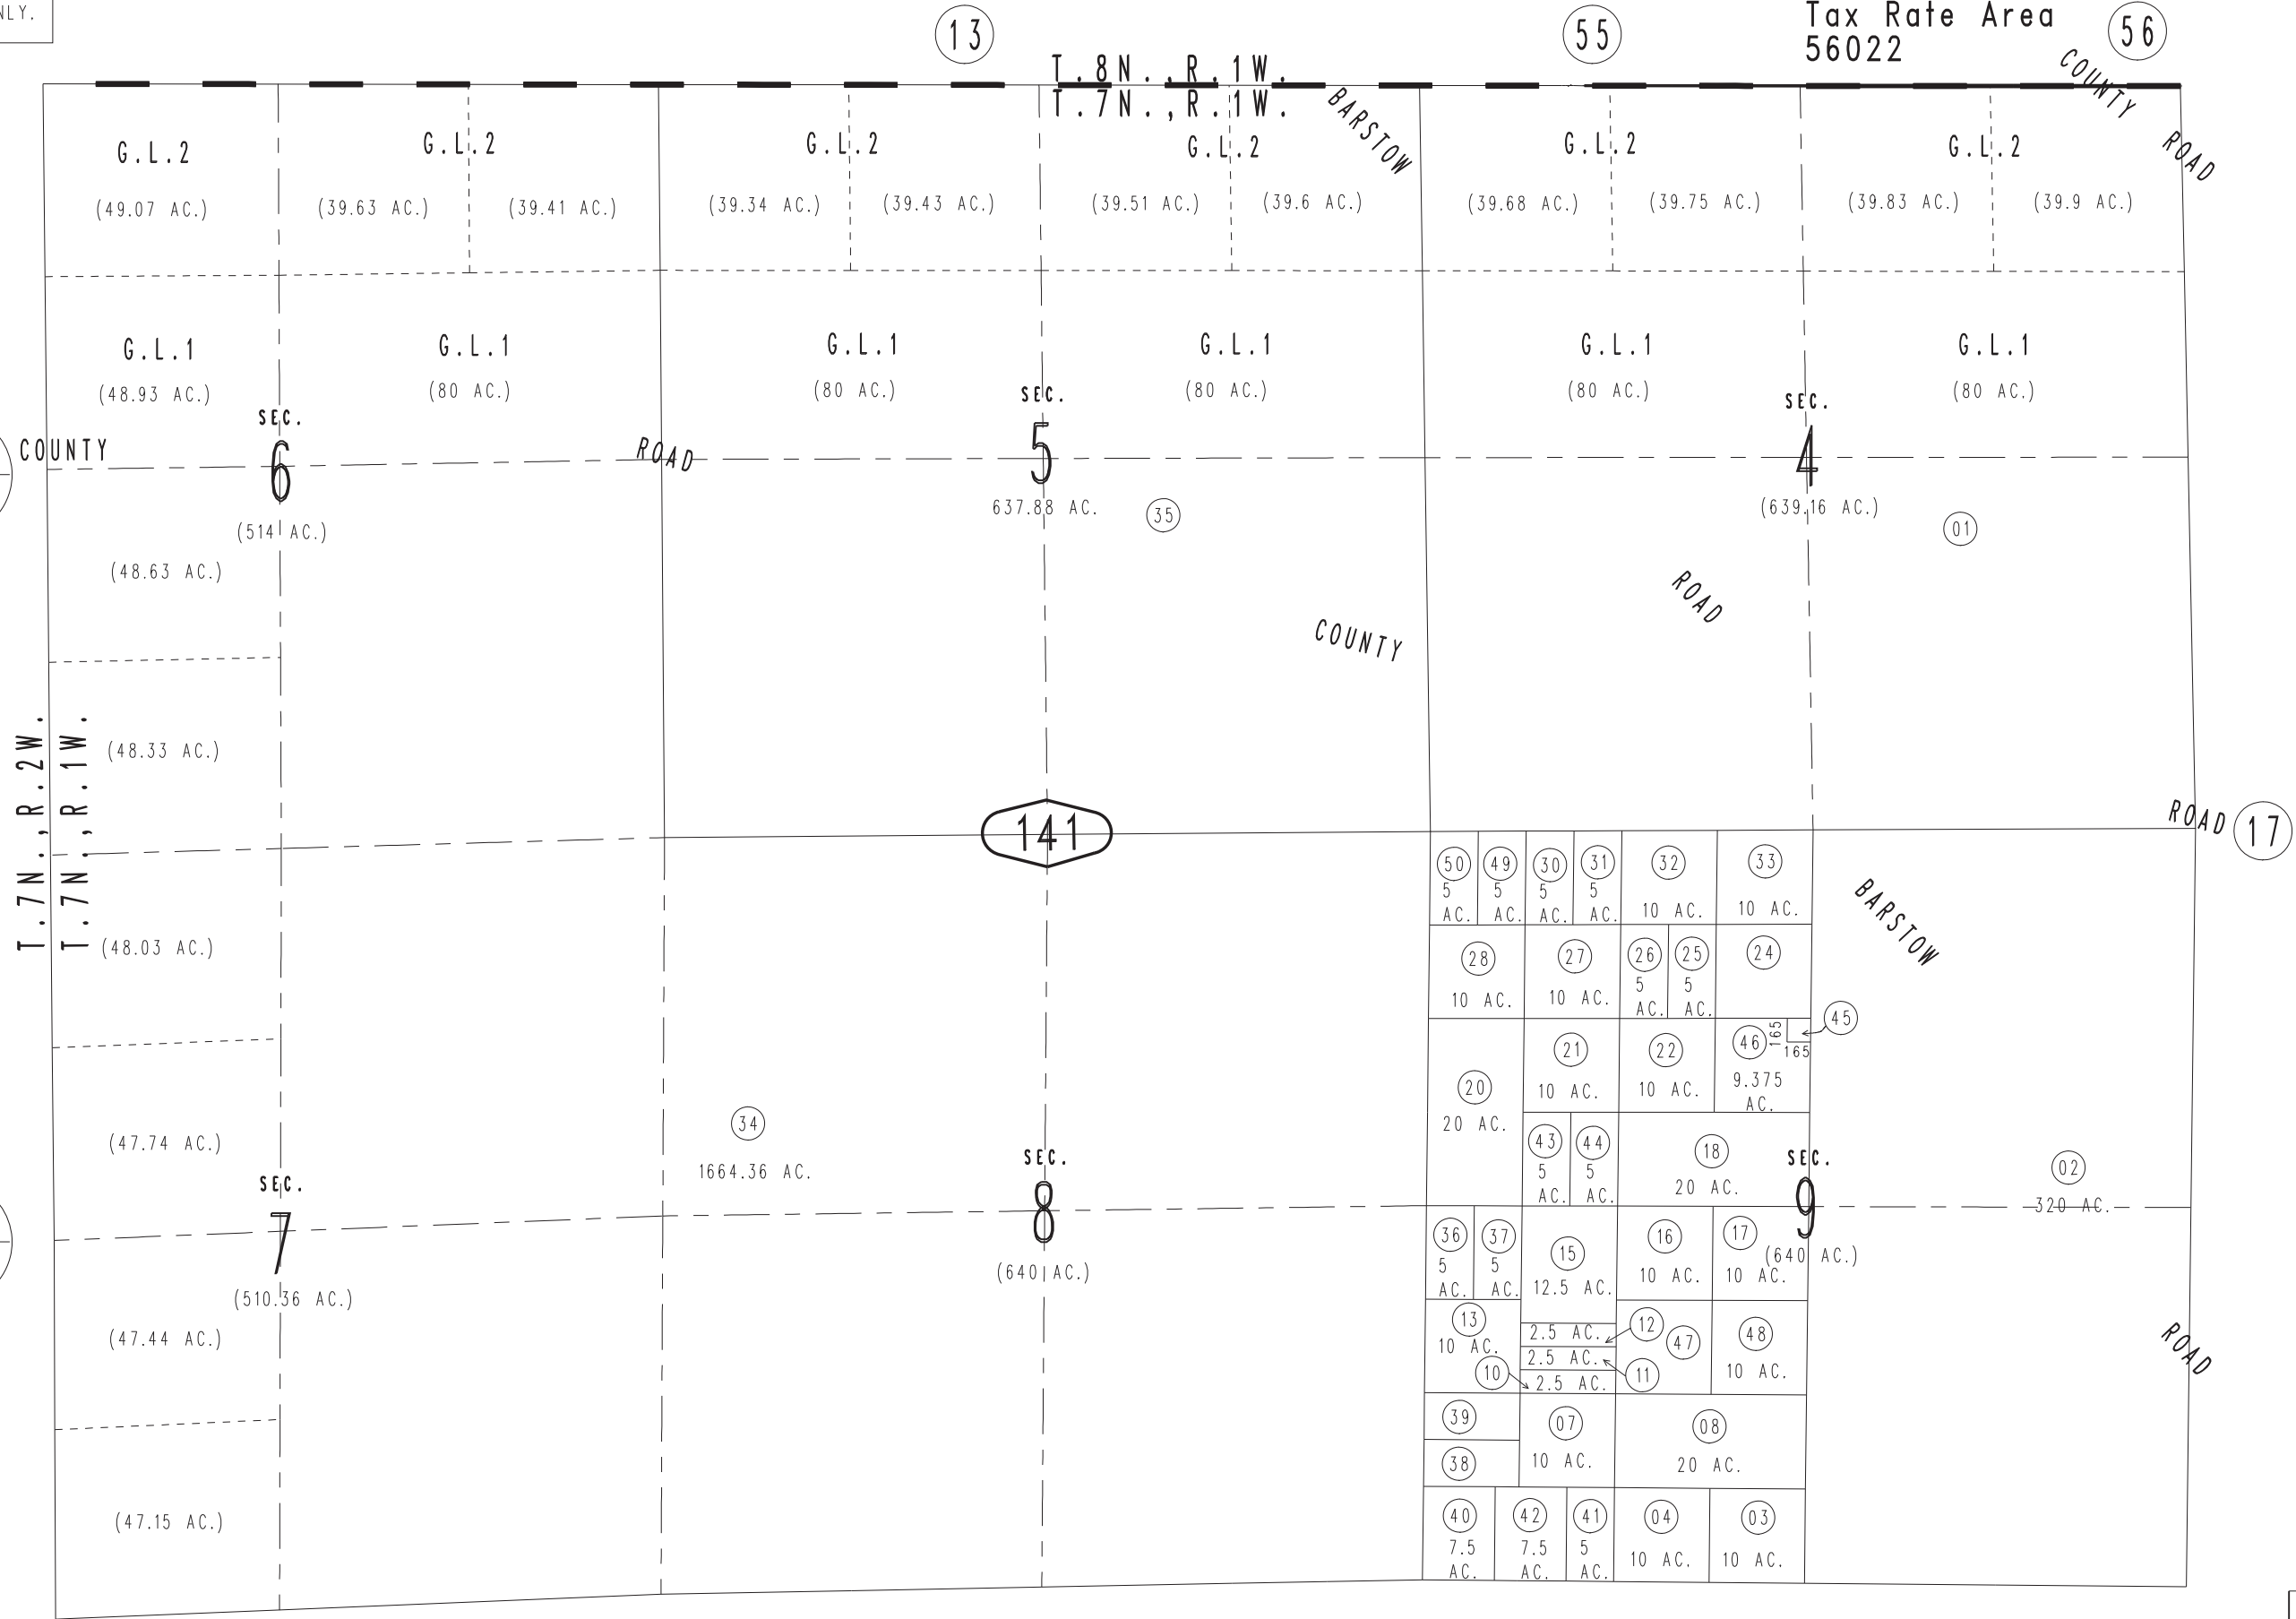 NLY.
13
55
Tax Rate Area
56022
56
T.8N.,R.1W.
T.7N.,R.1W.
BARSTOW
COUNTY ROAD
G.L.2
G.L.2
G.L.2
G.L.2
G.L.2
G.L.2
(49.07 AC.)
(39.63 AC.)
(39.41 AC.)
(39.34 AC.)
(39.43 AC.)
(39.51 AC.)
(39.6 AC.)
(39.68 AC.)
(39.75 AC.)
(39.83 AC.)
(39.9 AC.)
G.L.1
G.L.1
G.L.1
G.L.1
G.L.1
G.L.1
(48.93 AC.)
(80 AC.)
(80 AC.)
(80 AC.)
(80 AC.)
(80 AC.)
SEC.
6
(514 AC.)
SEC.
5
637.88 AC.
35
SEC.
4
(639.16 AC.)
01
COUNTY
ROAD
(48.63 AC.)
COUNTY
ROAD
T.7N.,R.2W.
T.7N.,R.1W.
(48.33 AC.)
141
ROAD
17
(48.03 AC.)
50
5
AC.
49
5
AC.
30
5
AC.
31
5
AC.
32
10 AC.
33
10 AC.
BARSTOW
28
10 AC.
27
10 AC.
26
5
AC.
25
5
AC.
24
20
20 AC.
21
10 AC.
22
10 AC.
46
9.375
AC.
165
165
45
(47.74 AC.)
34
1664.36 AC.
43
5
AC.
44
5
AC.
18
20 AC.
SEC.
7
(510.36 AC.)
SEC.
8
(640 AC.)
SEC.
9
(640 AC.)
02
320 AC.
36
5
AC.
37
5
AC.
15
12.5 AC.
16
10 AC.
17
10 AC.
(47.44 AC.)
13
10 AC.
2.5 AC.
12
2.5 AC.
11
10
2.5 AC.
47
48
10 AC.
ROAD
39
38
07
10 AC.
08
20 AC.
(47.15 AC.)
40
7.5
AC.
42
7.5
AC.
41
5
AC.
04
10 AC.
03
10 AC.